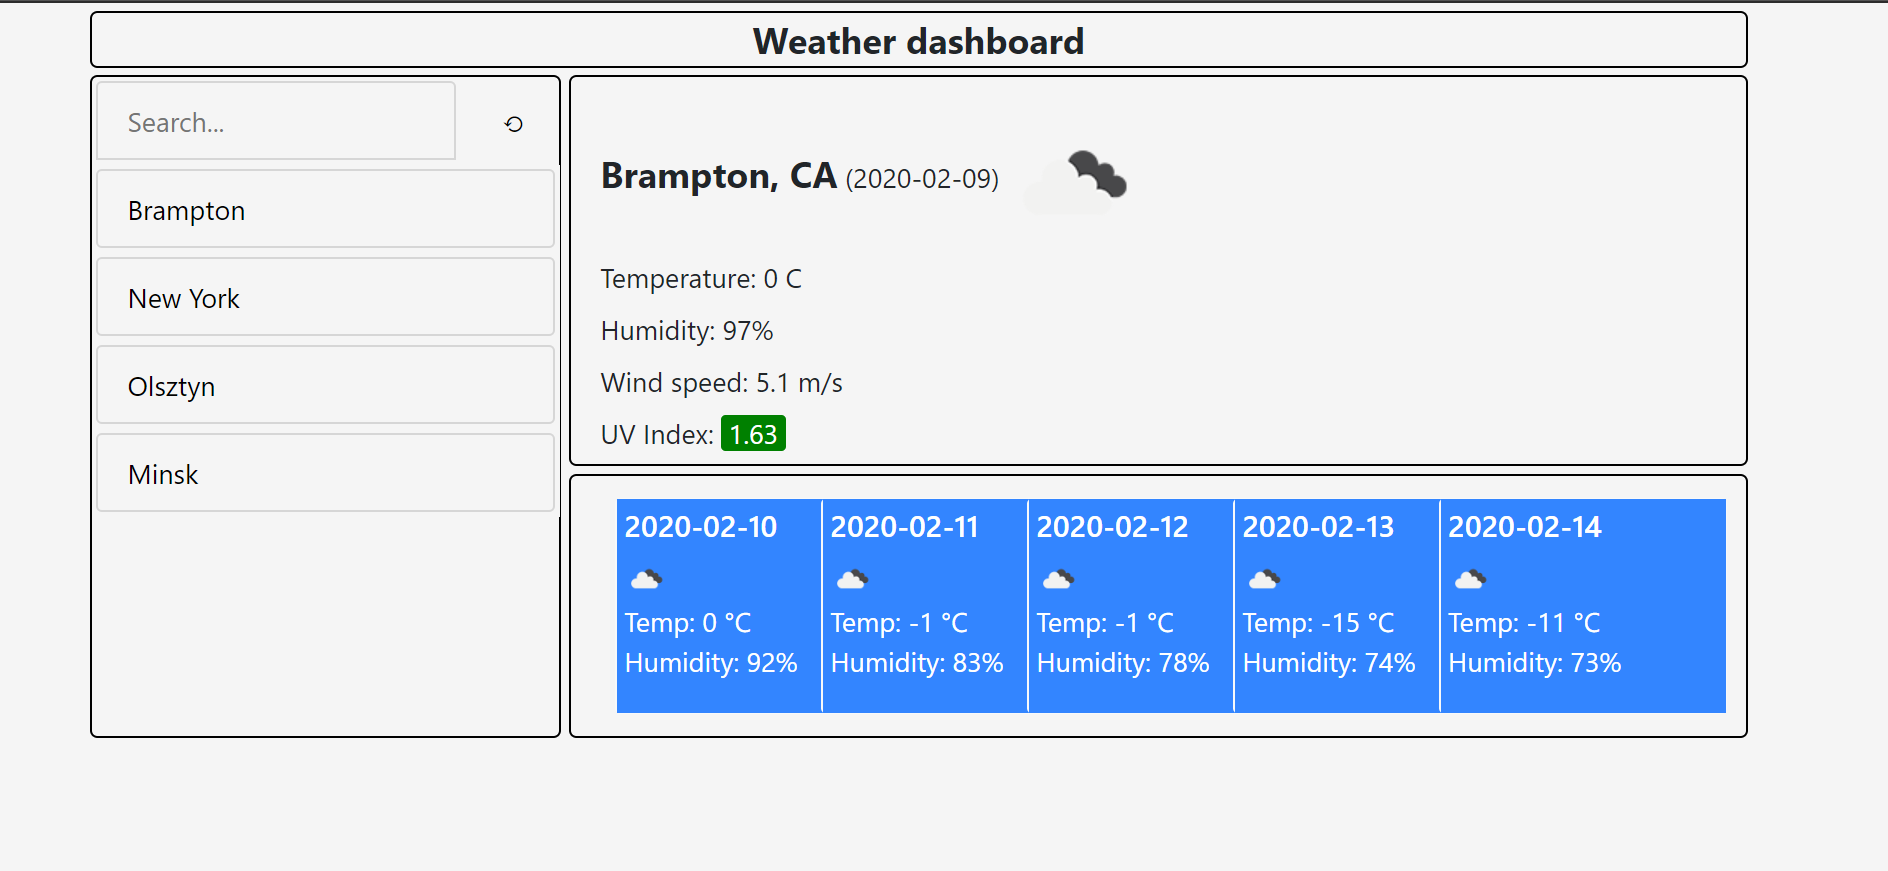 Weather dashboard
Search...
⟲
Brampton
New York
Olsztyn
Minsk
Brampton, CA (2020-02-09)
Temperature: 0 C
Humidity: 97%
Wind speed: 5.1 m/s
UV Index: 1.63
2020-02-10
Temp: 0 °C
Humidity: 92%
2020-02-11
Temp: -1 °C
Humidity: 83%
2020-02-12
Temp: -1 °C
Humidity: 78%
2020-02-13
Temp: -15 °C
Humidity: 74%
2020-02-14
Temp: -11 °C
Humidity: 73%